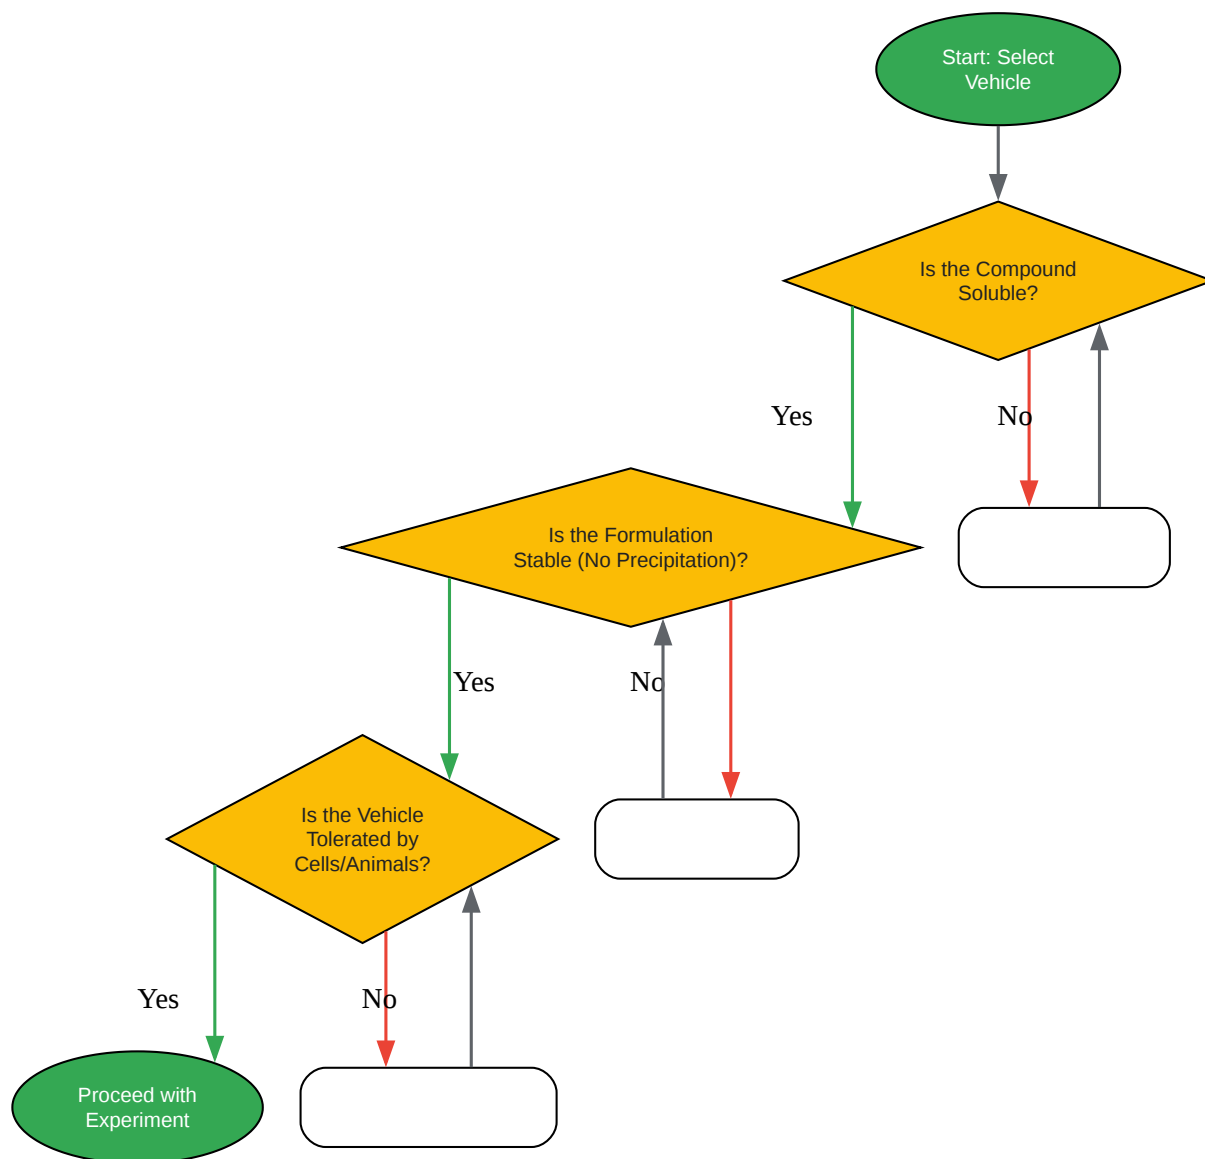 Start: Select
Vehicle
Is the Compound
Soluble?
Yes
No
Is the Formulation
Stable (No Precipitation)?
Yes
No
Is the Vehicle
Tolerated by
Cells/Animals?
Yes
No
Proceed with
Experiment